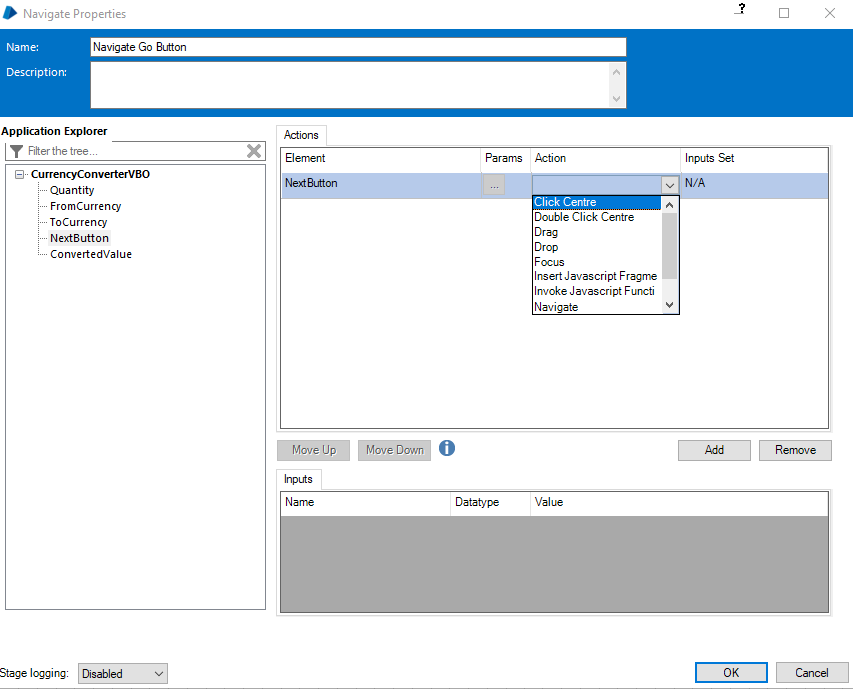 Navigate Properties
?
Name: Navigate Go Button
Description:
Application Explorer
Filter the tree...
CurrencyConverterVBO
Quantity
FromCurrency
ToCurrency
NextButton
ConvertedValue
Actions
Element Params Action Inputs Set
NextButton ... N/A
Click Centre
Double Click Centre
Drag
Drop
Focus
Insert Javascript Fragme
Invoke Javascript Functi
Navigate
Move Up Move Down i Add Remove
Inputs
Name Datatype Value
Stage logging: Disabled OK Cancel